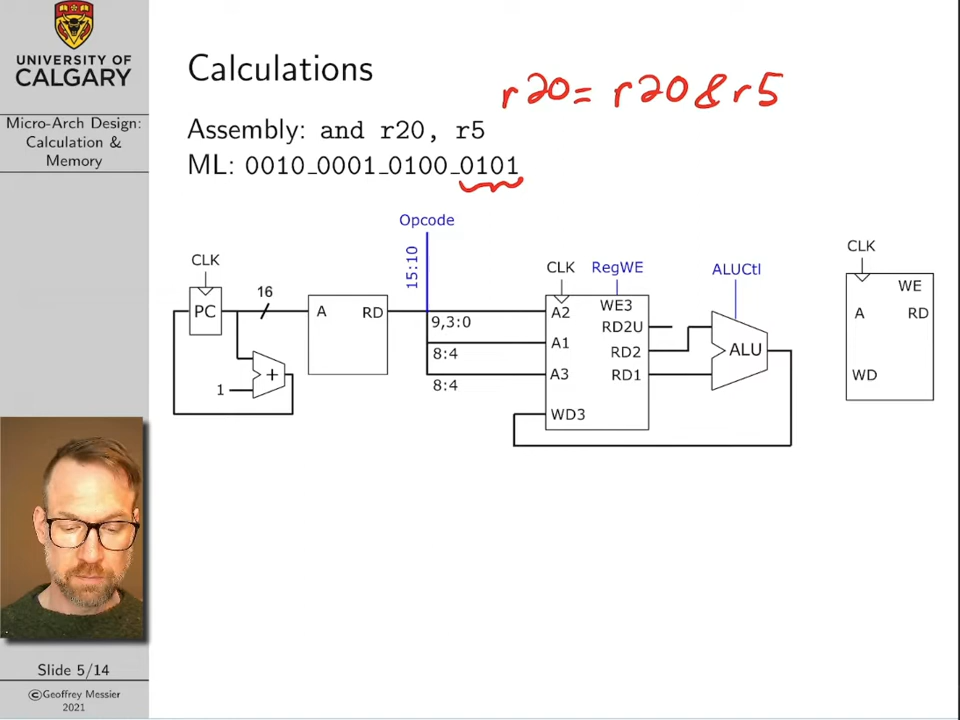 UNIVERSITY OF
CALGARY
Micro-Arch Design:
Calculation &
Memory
Calculations
r20 = r20 & r5
Assembly: and r20, r5
ML: 0010_0001_0100_0101
Opcode
15:10
CLK
16
PC
A
RD
+
1
9,3:0
8:4
8:4
CLK
RegWE
WE3
A2
RD2U
A1
RD2
A3
RD1
WD3
ALUCtl
ALU
CLK
WE
A
RD
WD
Slide 5/14
©Geoffrey Messier
2021